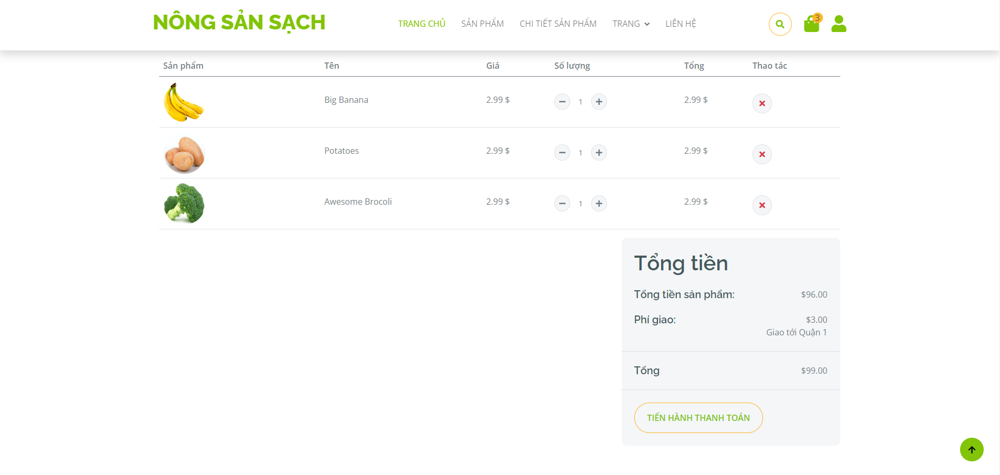 NÔNG SẢN SẠCH
TRANG CHỦ SẢN PHẨM CHI TIẾT SẢN PHẨM TRANG LIÊN HỆ
3
Sản phẩm Tên Giá Số lượng Tổng Thao tác
Big Banana 2.99 $ 1 2.99 $
Potatoes 2.99 $ 1 2.99 $
Awesome Brocoli 2.99 $ 1 2.99 $
Tổng tiền
Tổng tiền sản phẩm: $96.00
Phí giao: $3.00
Giao tới Quận 1
Tổng $99.00
TIẾN HÀNH THANH TOÁN